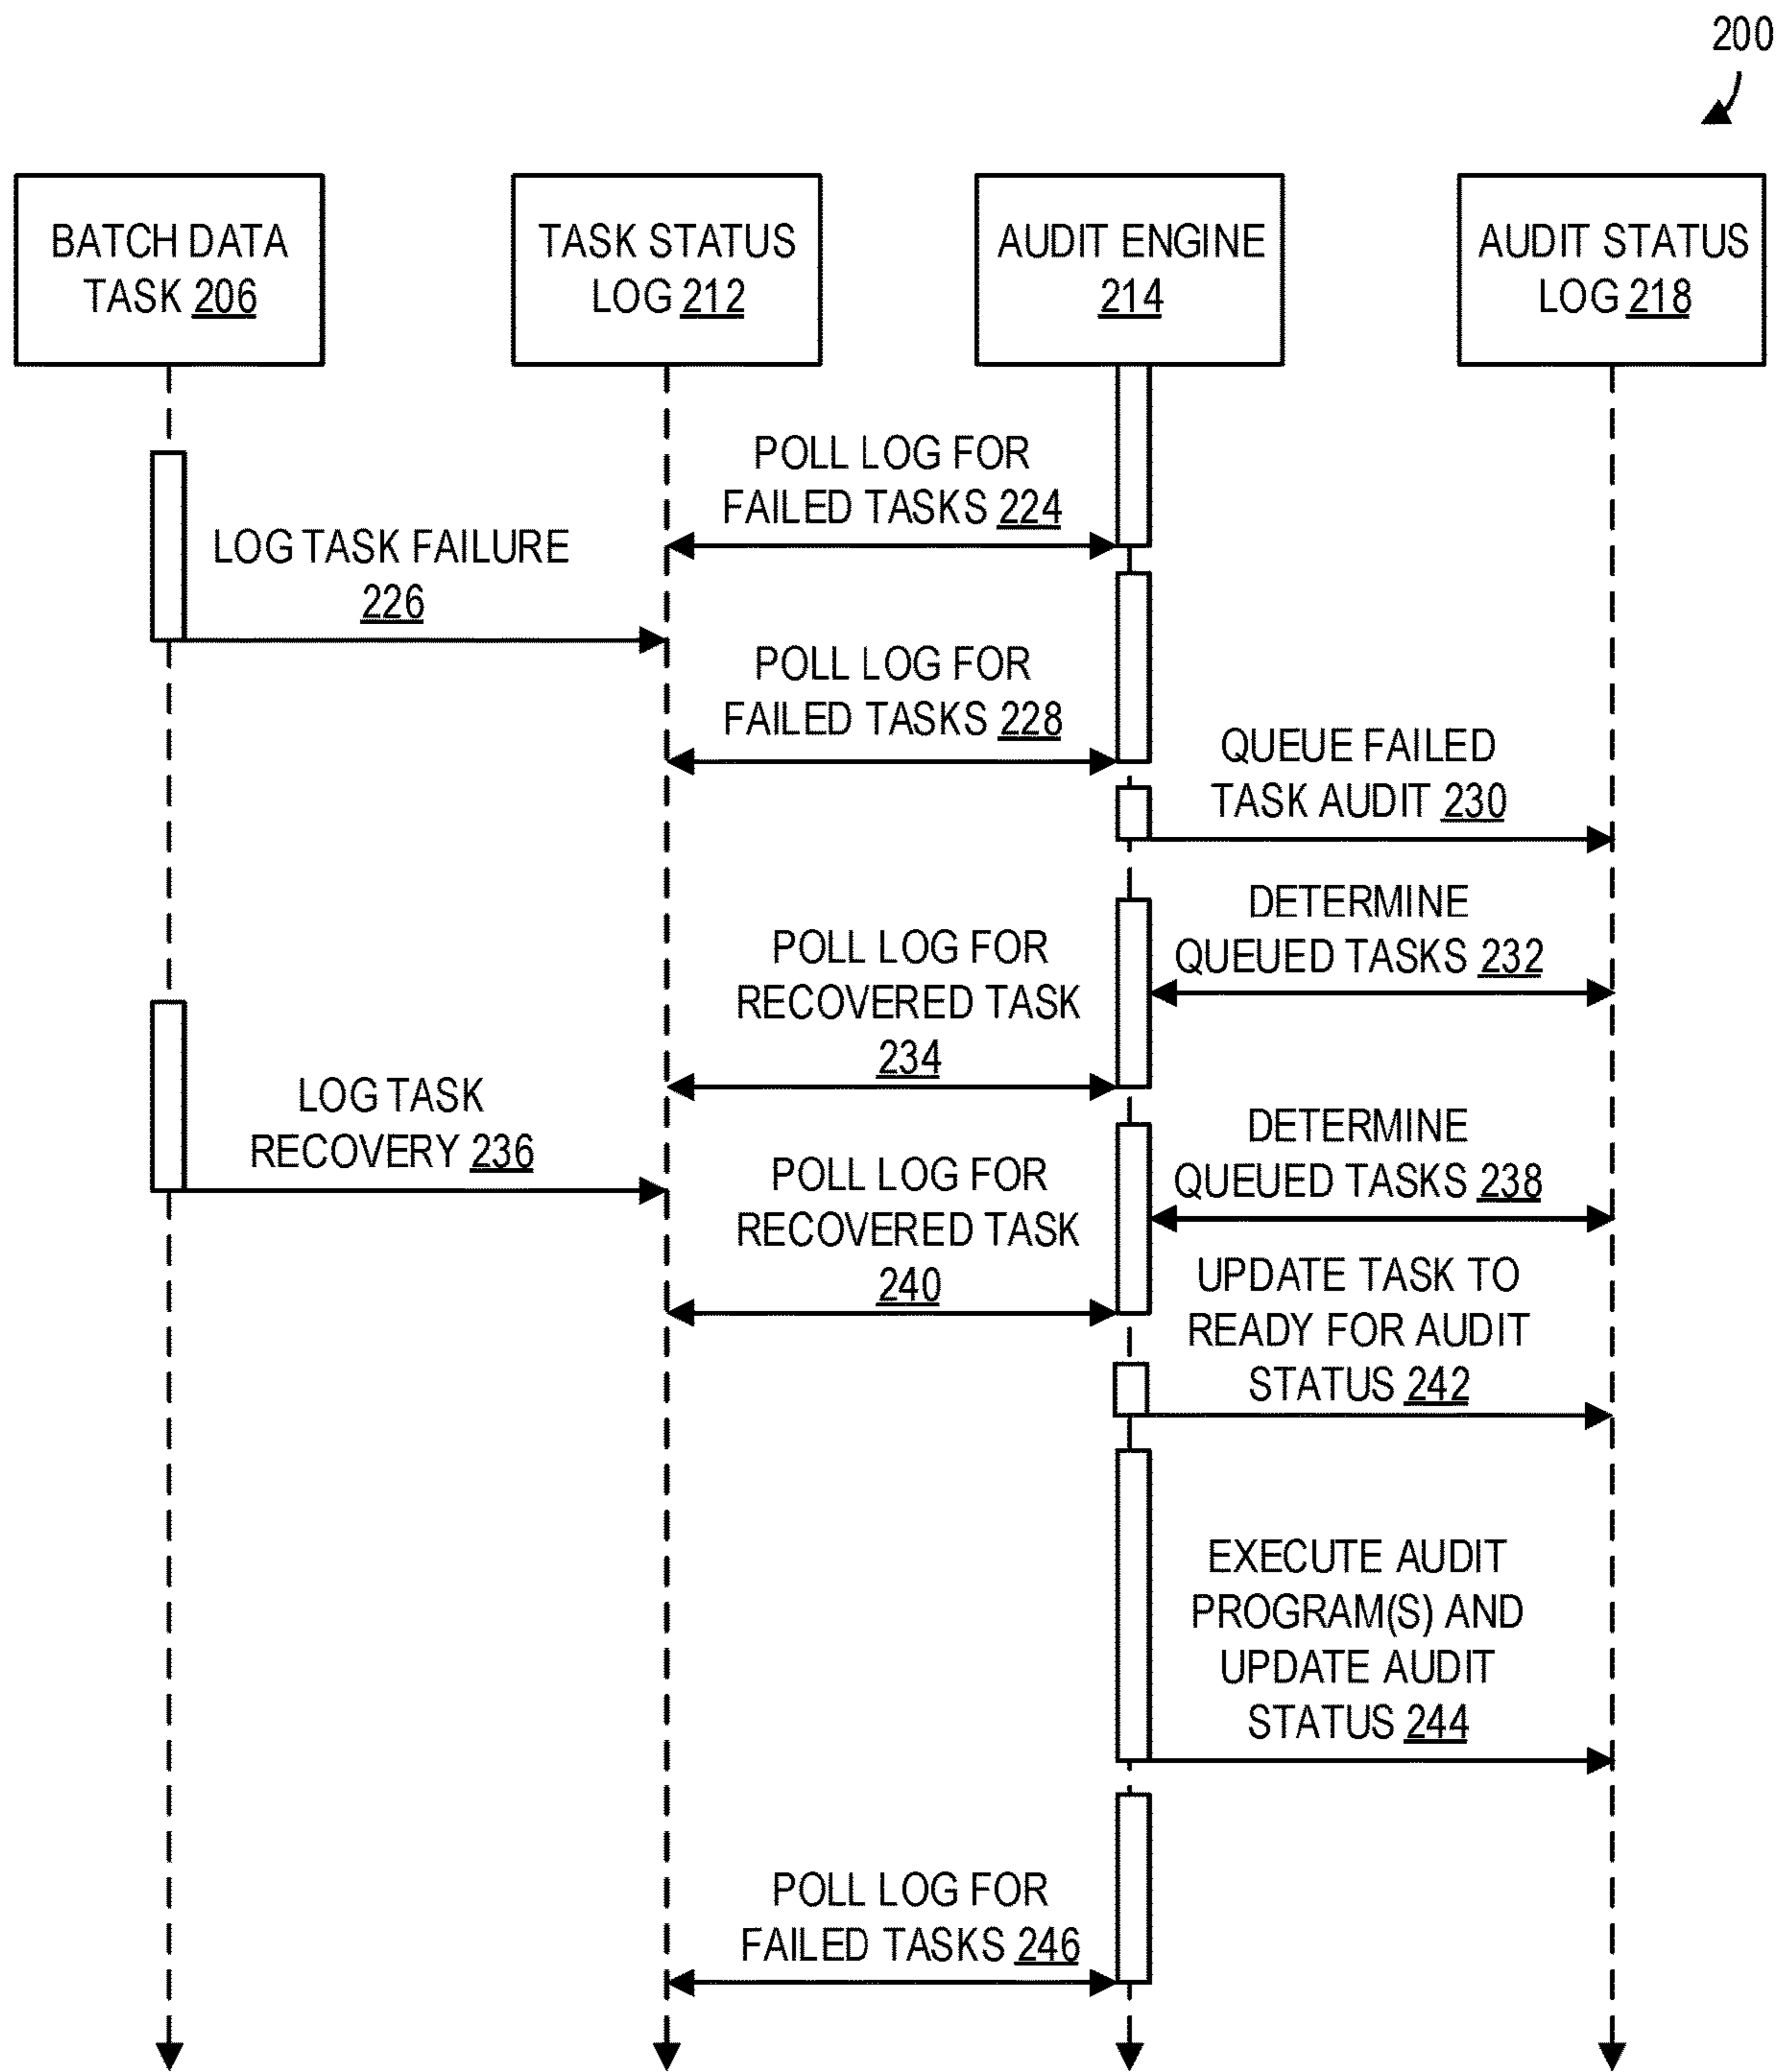 200
BATCH DATA
TASK 206
TASK STATUS
LOG 212
AUDIT ENGINE
214
AUDIT STATUS
LOG 218
POLL LOG FOR
FAILED TASKS 224
LOG TASK FAILURE
226
POLL LOG FOR
FAILED TASKS 228
QUEUE FAILED
TASK AUDIT 230
DETERMINE
QUEUED TASKS 232
POLL LOG FOR
RECOVERED TASK
234
LOG TASK
RECOVERY 236
DETERMINE
QUEUED TASKS 238
POLL LOG FOR
RECOVERED TASK
240
UPDATE TASK TO
READY FOR AUDIT
STATUS 242
EXECUTE AUDIT
PROGRAM(S) AND
UPDATE AUDIT
STATUS 244
POLL LOG FOR
FAILED TASKS 246